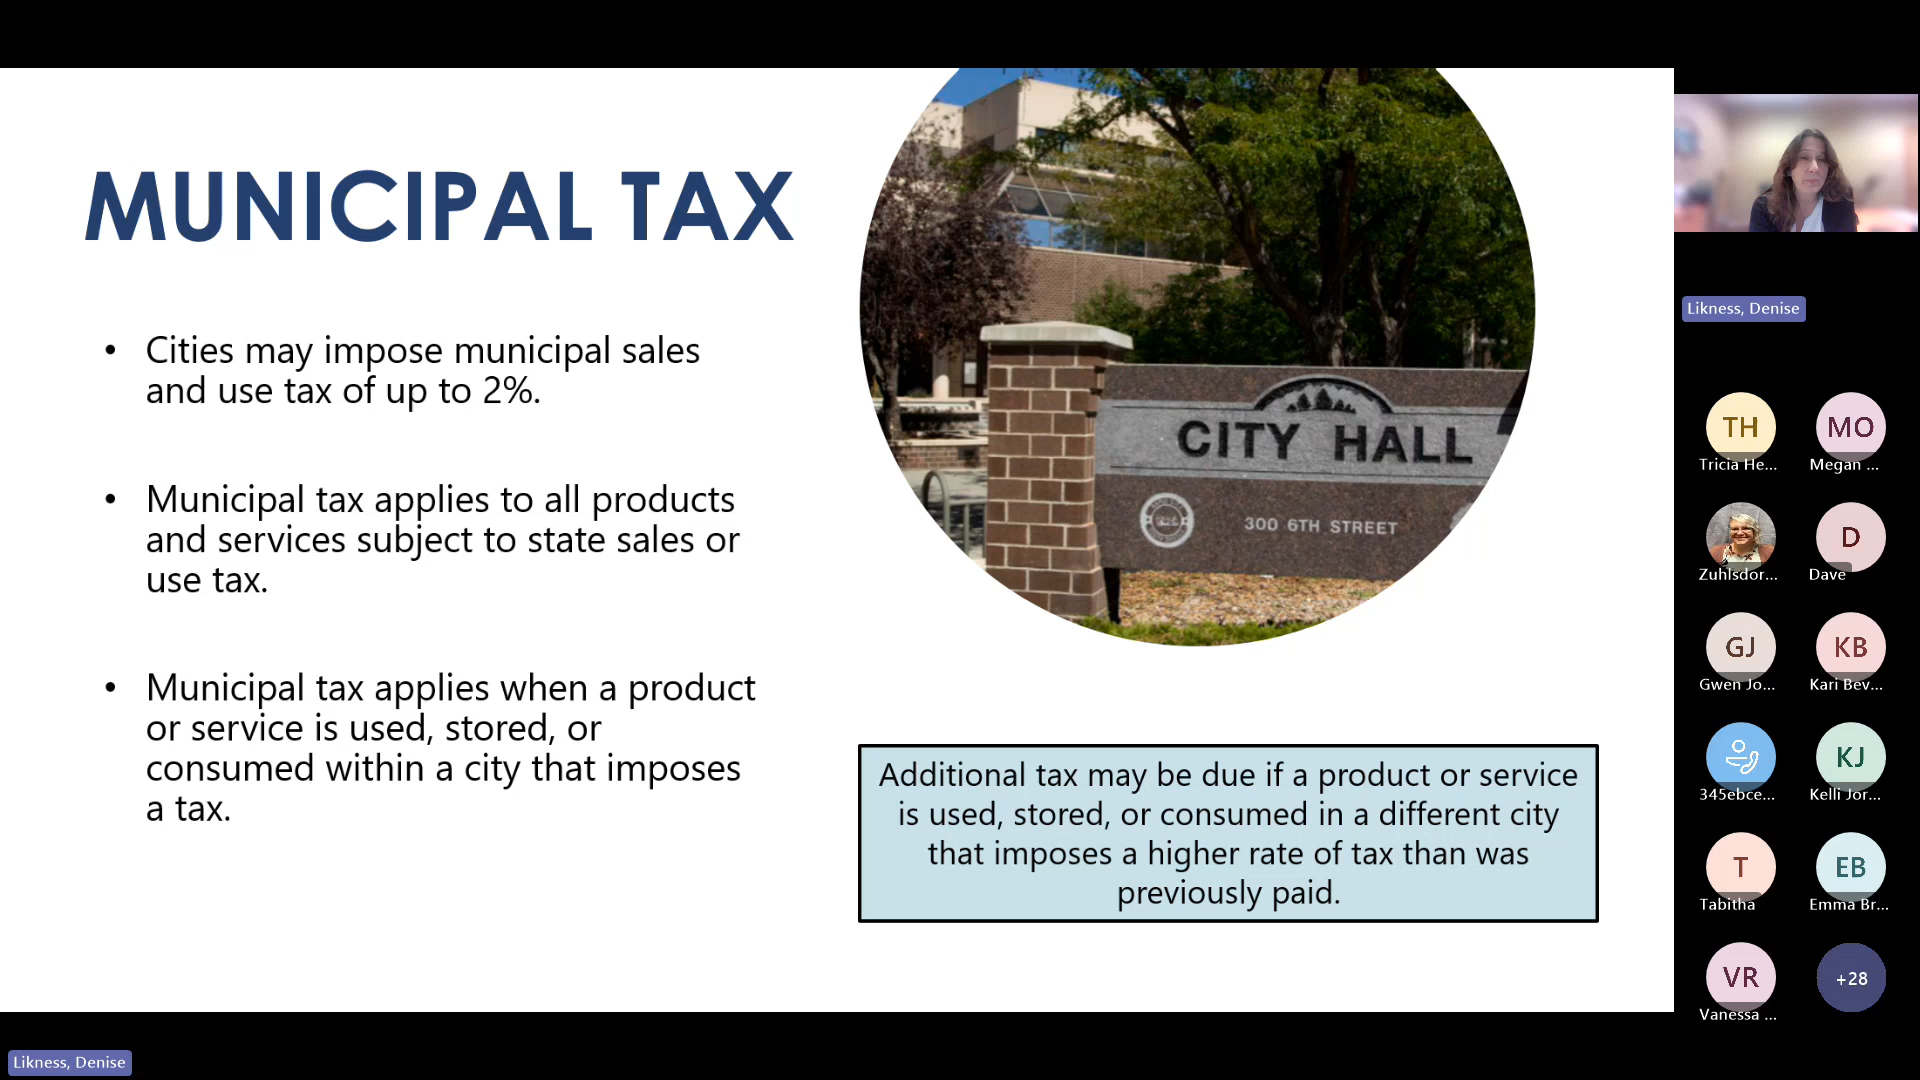 MUNICIPAL TAX
• Cities may impose municipal sales
and use tax of up to 2%.
• Municipal tax applies to all products
and services subject to state sales or
use tax.
• Municipal tax applies when a product
or service is used, stored, or
consumed within a city that imposes
a tax.
CITY HALL
300 6TH STREET
Additional tax may be due if a product or service
is used, stored, or consumed in a different city
that imposes a higher rate of tax than was
previously paid.
Likness, Denise
TH
Tricia He...
MO
Megan ...
Zuhlsdor...
D
Dave
GJ
Gwen Jo...
KB
Kari Bev...
345ebce...
KJ
Kelli Jor...
T
Tabitha
EB
Emma Br...
VR
Vanessa ...
+28
Likness, Denise